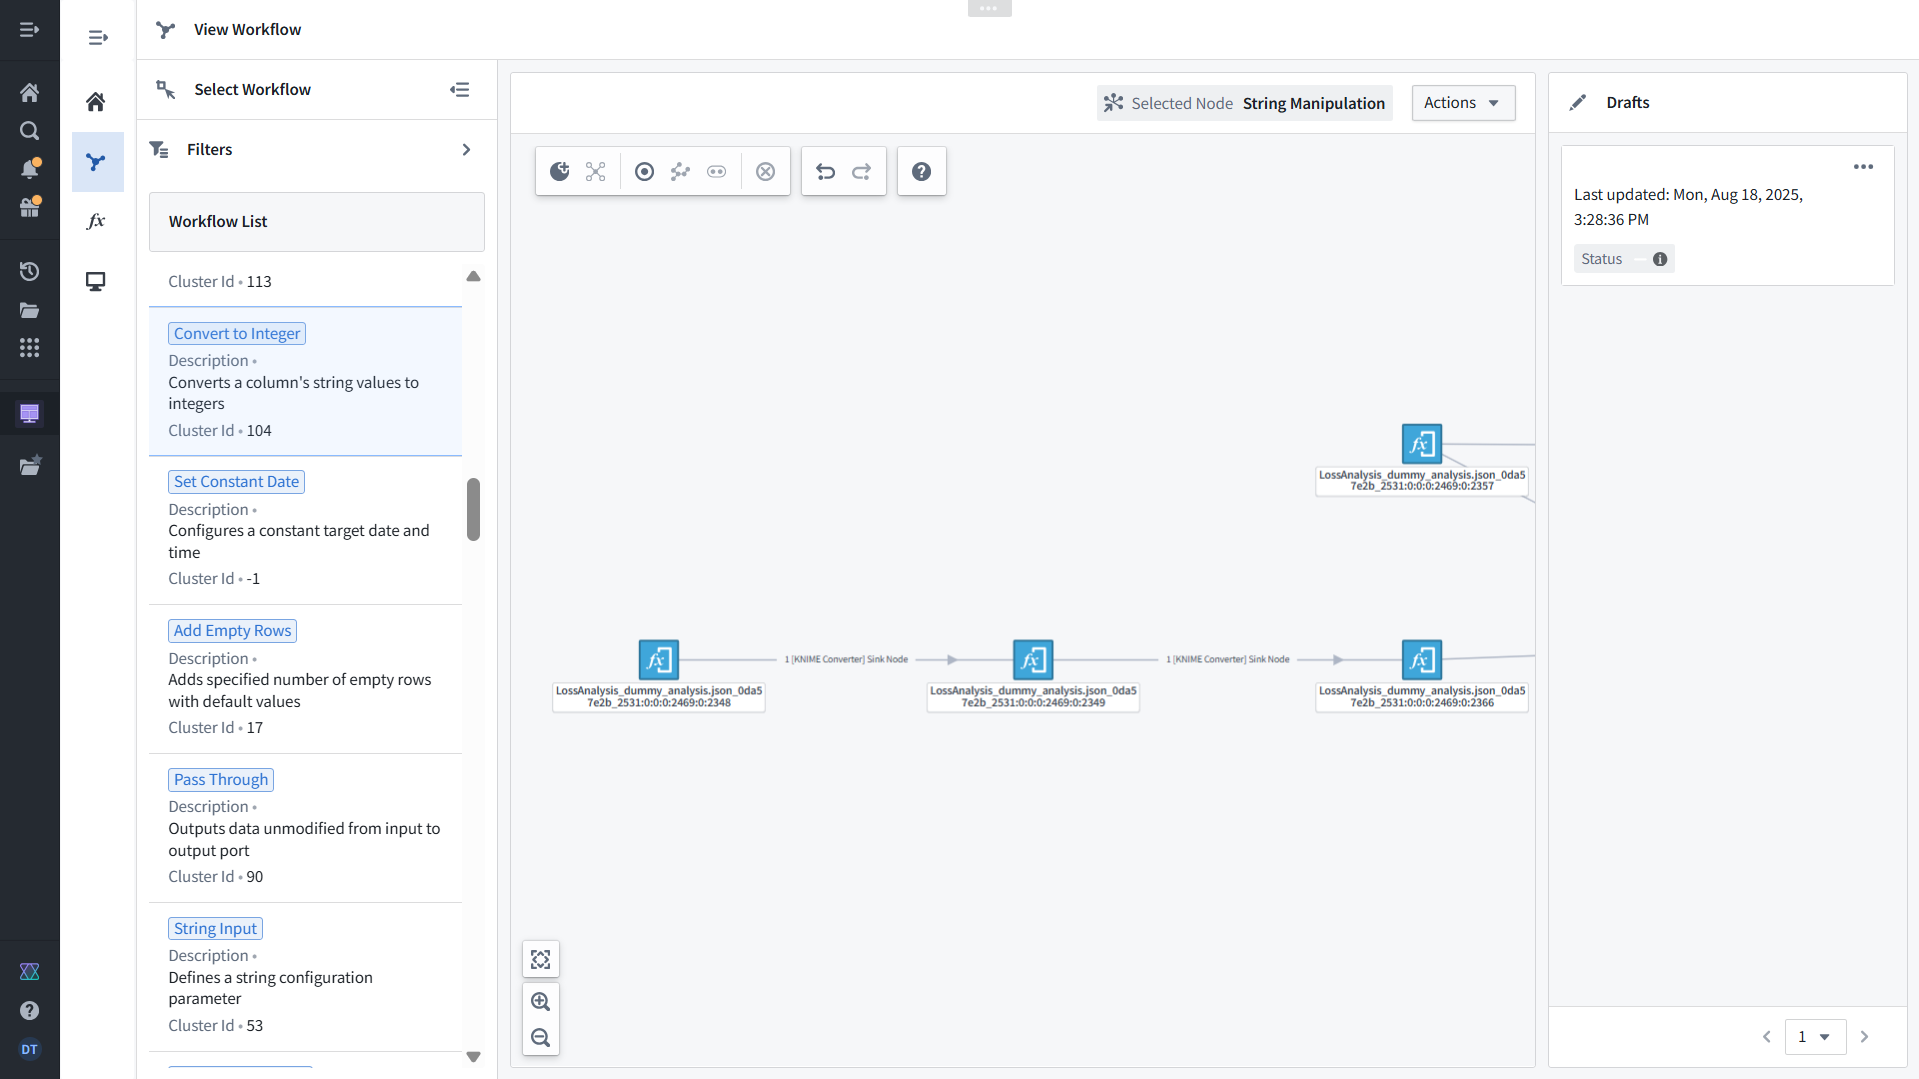 View Workflow
Select Workflow
Filters
Workflow List
Cluster Id • 113
Convert to Integer
Description •
Converts a column's string values to
integers
Cluster Id • 104
Set Constant Date
Description •
Configures a constant target date and
time
Cluster Id • -1
Add Empty Rows
Description •
Adds specified number of empty rows
with default values
Cluster Id • 17
Pass Through
Description •
Outputs data unmodified from input to
output port
Cluster Id • 90
String Input
Description •
Defines a string configuration
parameter
Cluster Id • 53
DT
Selected Node String Manipulation
Actions
LossAnalysis_dummy_analysis.json_0da5
7e2b_2531:0:0:0:2469:0:2357
1 [KNIME Converter] Sink Node
1 [KNIME Converter] Sink Node
LossAnalysis_dummy_analysis.json_0da5
7e2b_2531:0:0:0:2469:0:2348
LossAnalysis_dummy_analysis.json_0da5
7e2b_2531:0:0:0:2469:0:2349
LossAnalysis_dummy_analysis.json_0da5
7e2b_2531:0:0:0:2469:0:2366
Drafts
Last updated: Mon, Aug 18, 2025,
3:28:36 PM
Status –
1